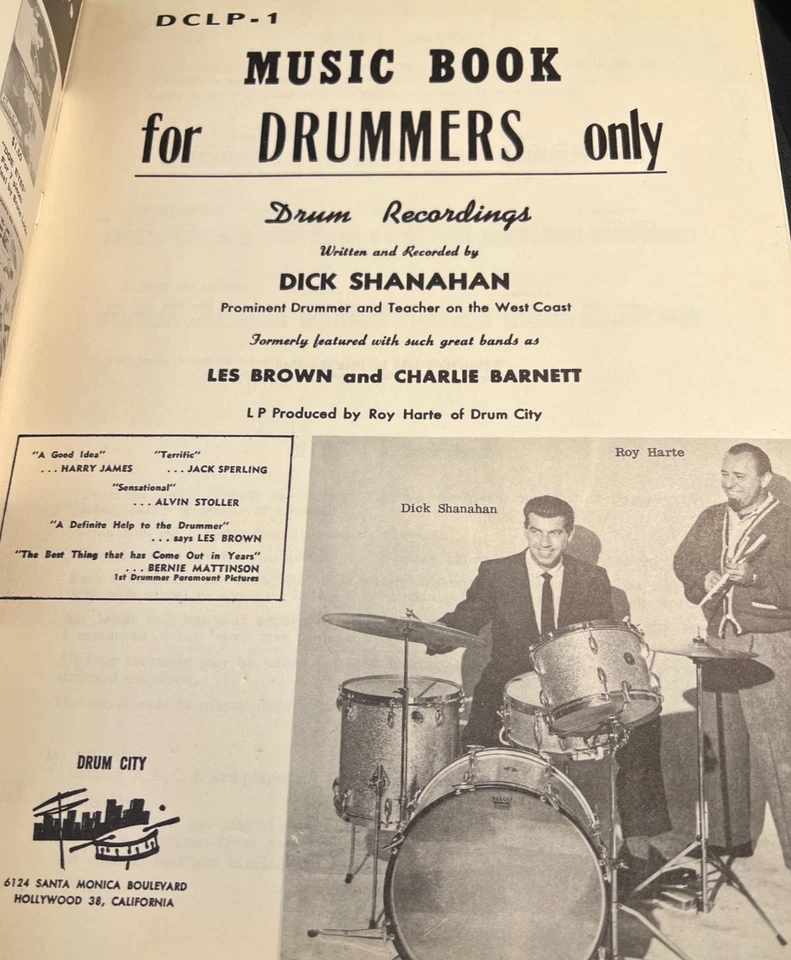 DCLP-1
MUSIC BOOK
for DRUMMERS only
Drum Recordings
Written and Recorded by
DICK SHANAHAN
Prominent Drummer and Teacher on the West Coast
Formerly featured with such great bands as
LES BROWN and CHARLIE BARNETT
L P Produced by Roy Harte of Drum City
"A Good Idea" "Terrific"
... HARRY JAMES ... JACK SPERLING
"Sensational"
... ALVIN STOLLER
"A Definite Help to the Drummer"
... says LES BROWN
"The Best Thing that has Come Out in Years"
... BERNIE MATTINSON
1st Drummer Paramount Pictures
Roy Harte
Dick Shanahan
DRUM CITY
6124 SANTA MONICA BOULEVARD
HOLLYWOOD 38, CALIFORNIA
$1.50